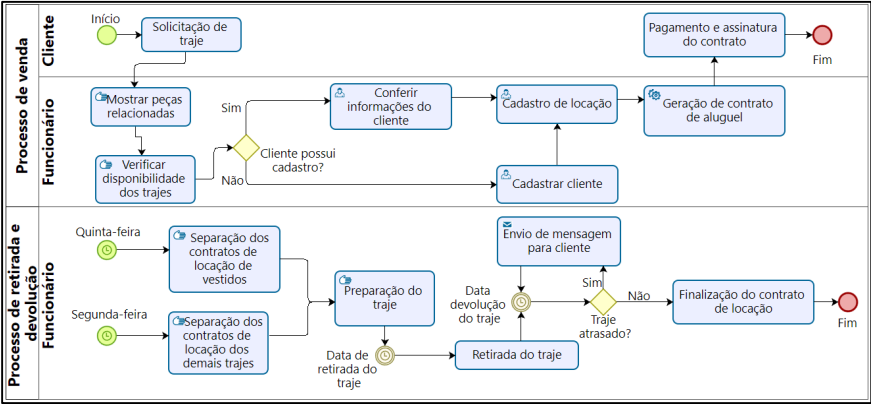 Processo de venda
Cliente
Início
Solicitação de
traje
Pagamento e assinatura
do contrato
Fim
Funcionário
Mostrar peças
relacionadas
Verificar
disponibilidade
dos trajes
Sim
Cliente possui
cadastro?
Não
Conferir
informações do
cliente
Cadastro de locação
Cadastrar cliente
Geração de contrato
de aluguel
Processo de retirada e
devolução
Funcionário
Quinta-feira
Separação dos
contratos de
locação de
vestidos
Segunda-feira
Separação dos
contratos de
locação dos
demais trajes
Preparação do
traje
Data de
retirada do
traje
Retirada do traje
Data
devolução
do traje
Envio de mensagem
para cliente
Sim
Traje
atrasado?
Não
Finalização do contrato
de locação
Fim